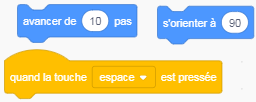 avancer de 10 pas
s'orienter à 90
quand la touche espace est pressée